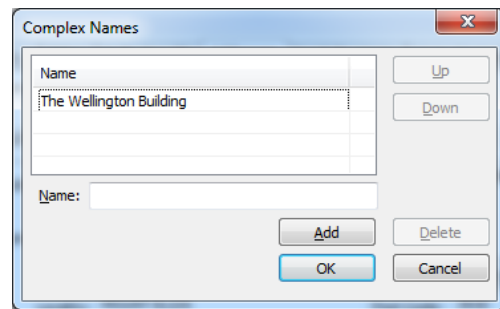 Complex Names
Name
The Wellington Building
Up
Down
Name:
Add
Delete
OK
Cancel